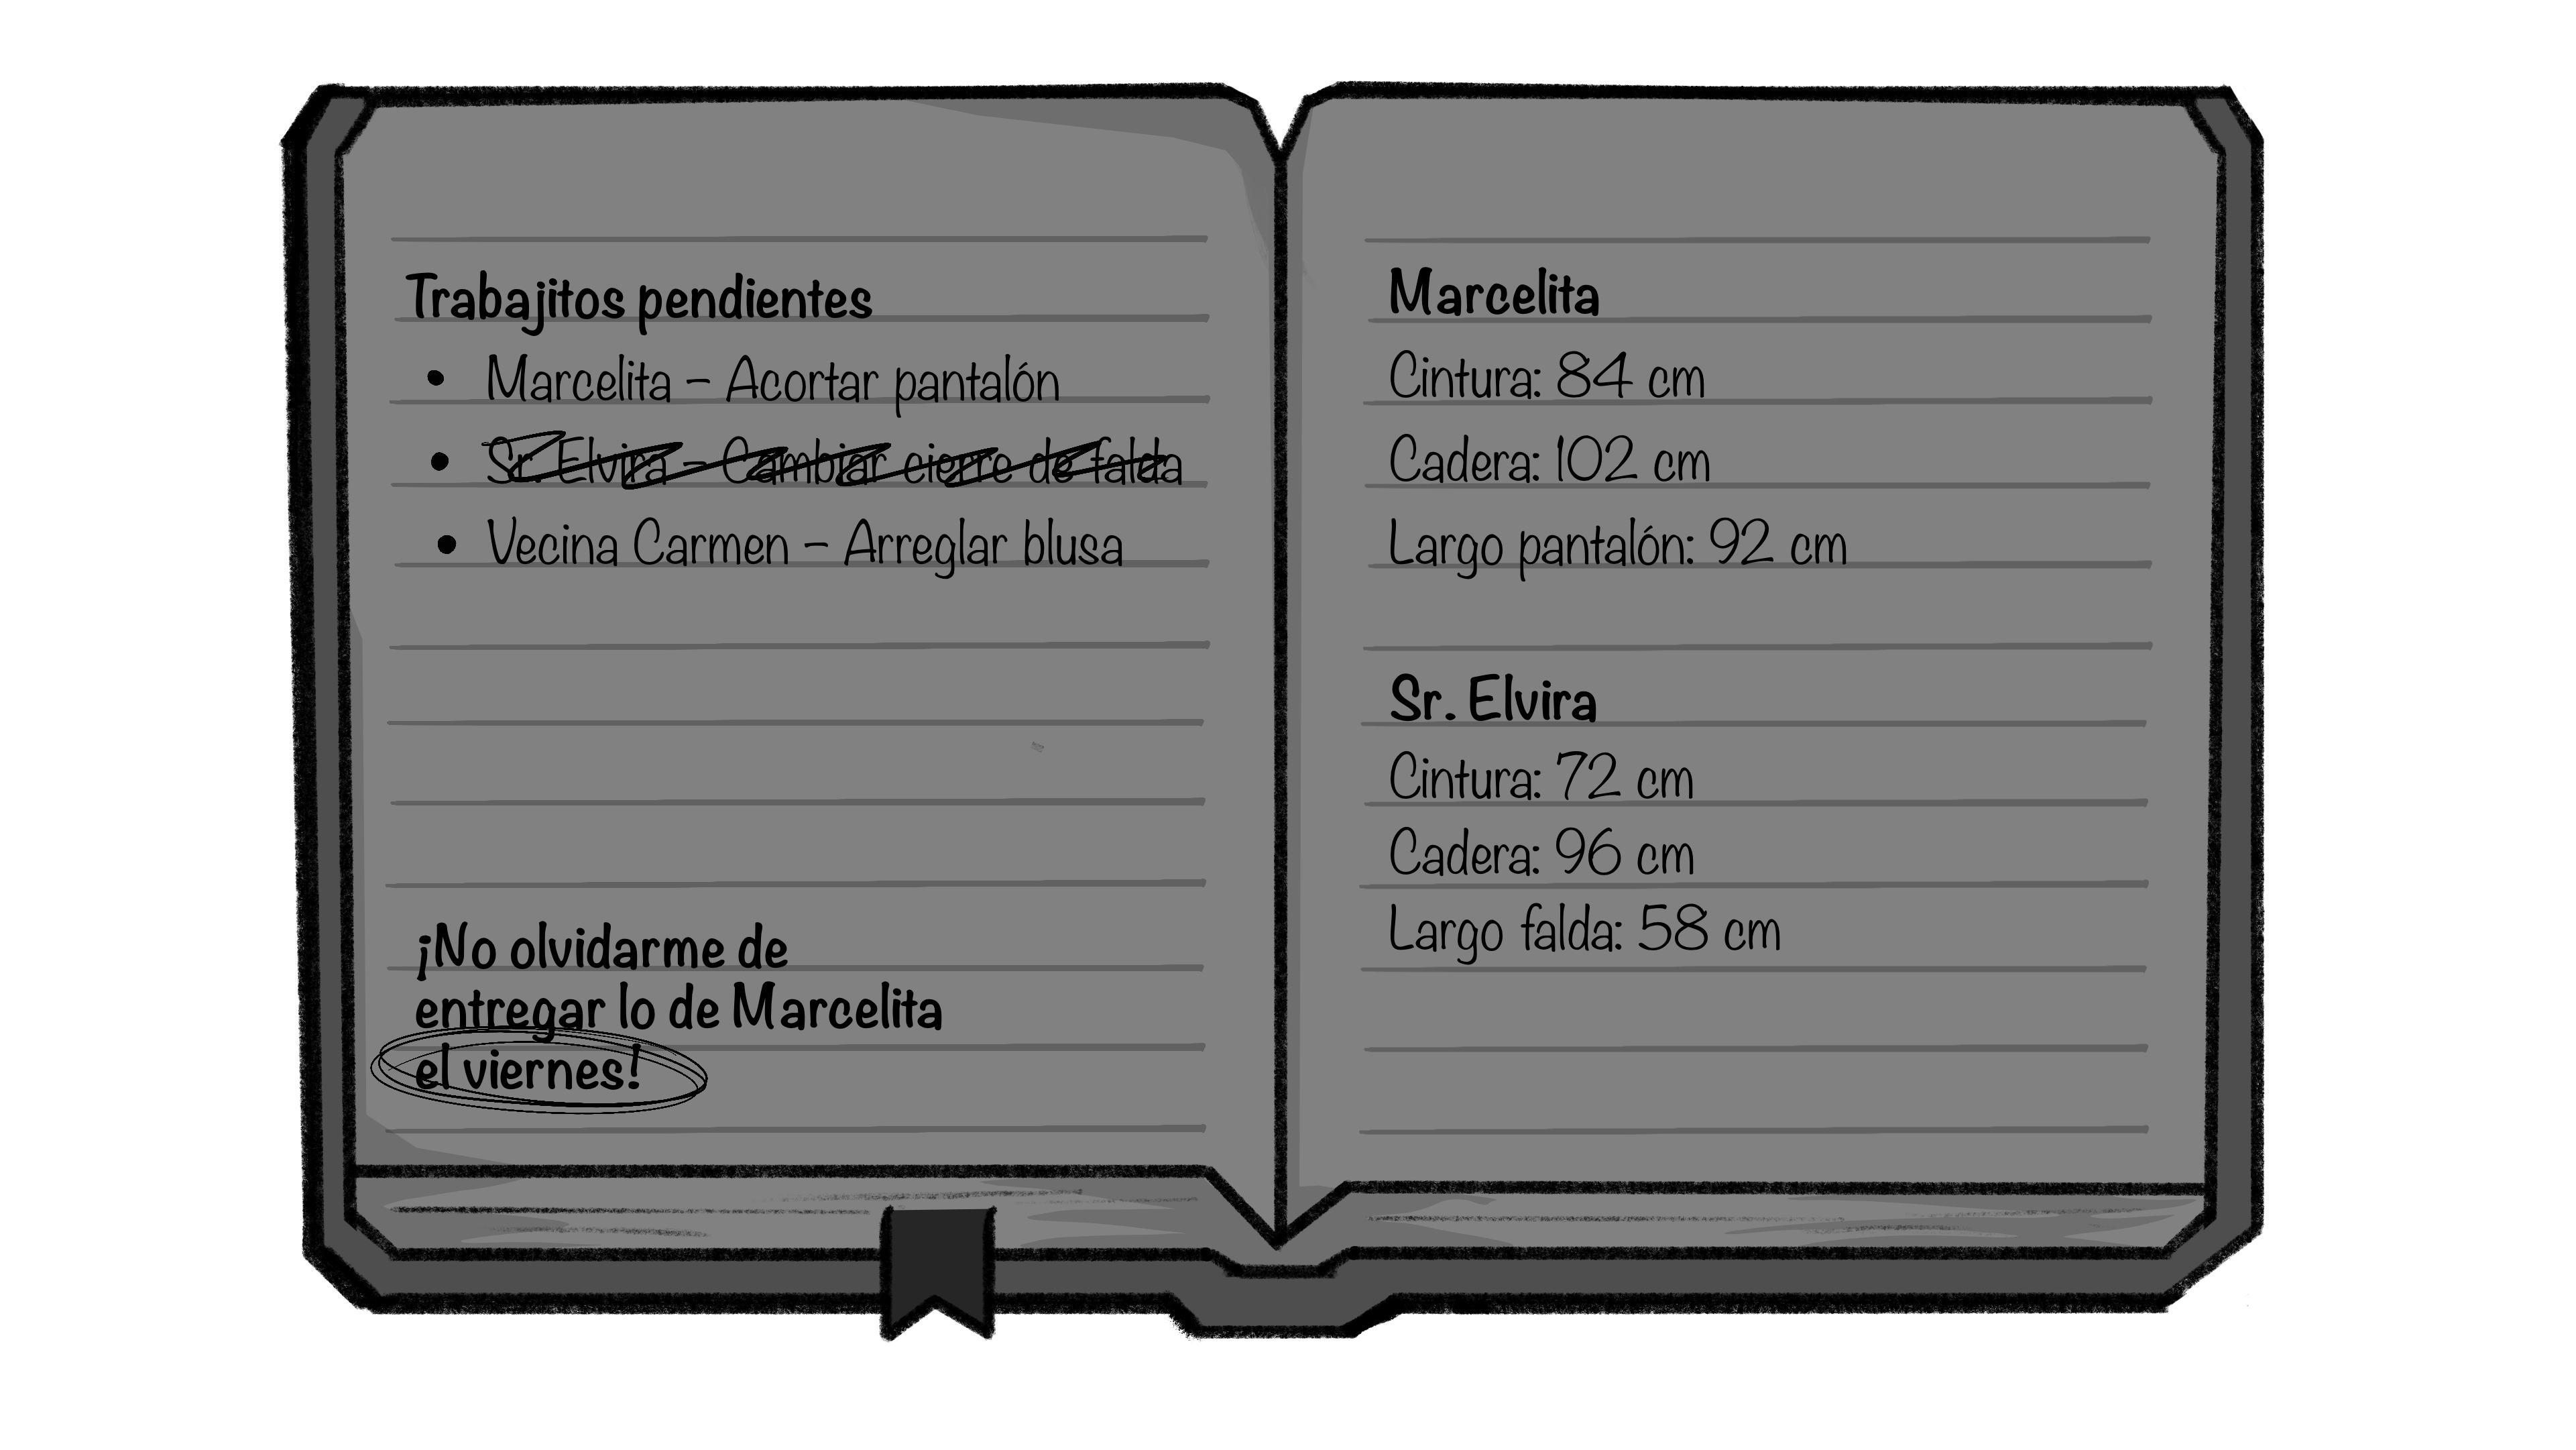 Trabajitos pendientes
• Marcelita – Acortar pantalón
• Sr. Elvira – Cambiar cierre de falda
• Vecina Carmen – Arreglar blusa
¡No olvidarme de
entregar lo de Marcelita
el viernes!
Marcelita
Cintura: 84 cm
Cadera: 102 cm
Largo pantalón: 92 cm
Sr. Elvira
Cintura: 72 cm
Cadera: 96 cm
Largo falda: 58 cm